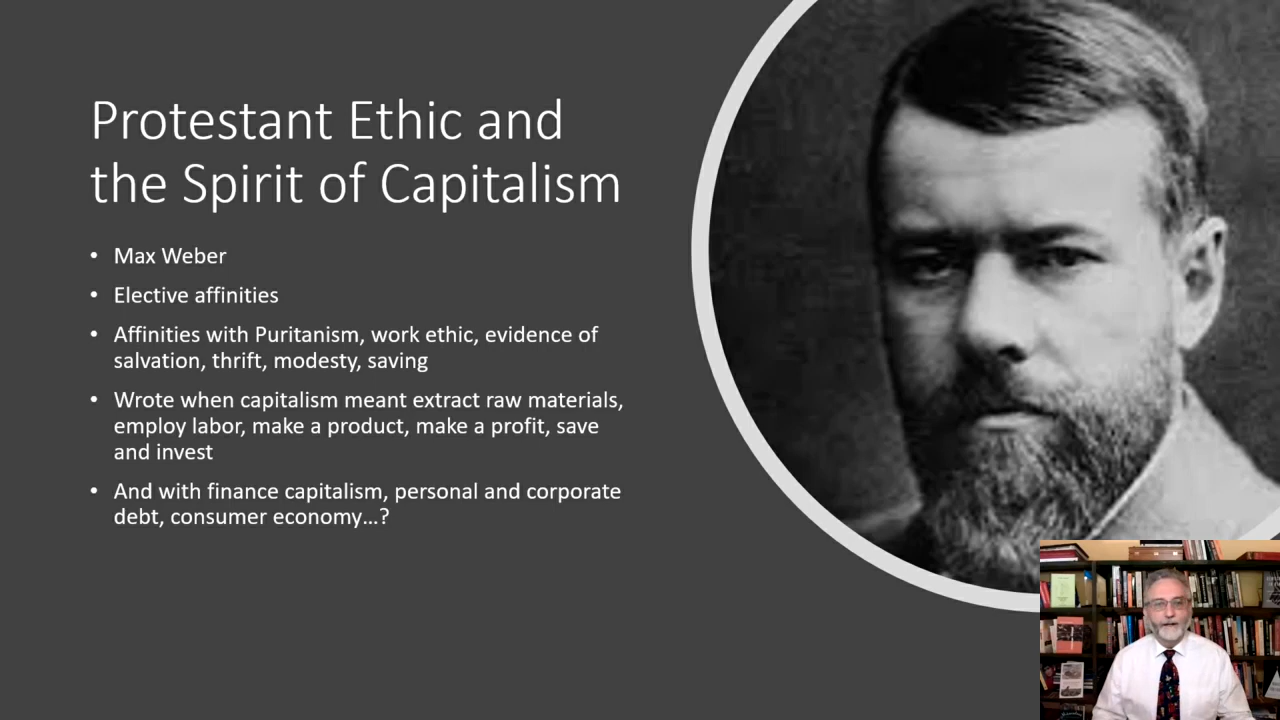 Protestant Ethic and
the Spirit of Capitalism
• Max Weber
• Elective affinities
• Affinities with Puritanism, work ethic, evidence of
salvation, thrift, modesty, saving
• Wrote when capitalism meant extract raw materials,
employ labor, make a product, make a profit, save
and invest
• And with finance capitalism, personal and corporate
debt, consumer economy...?